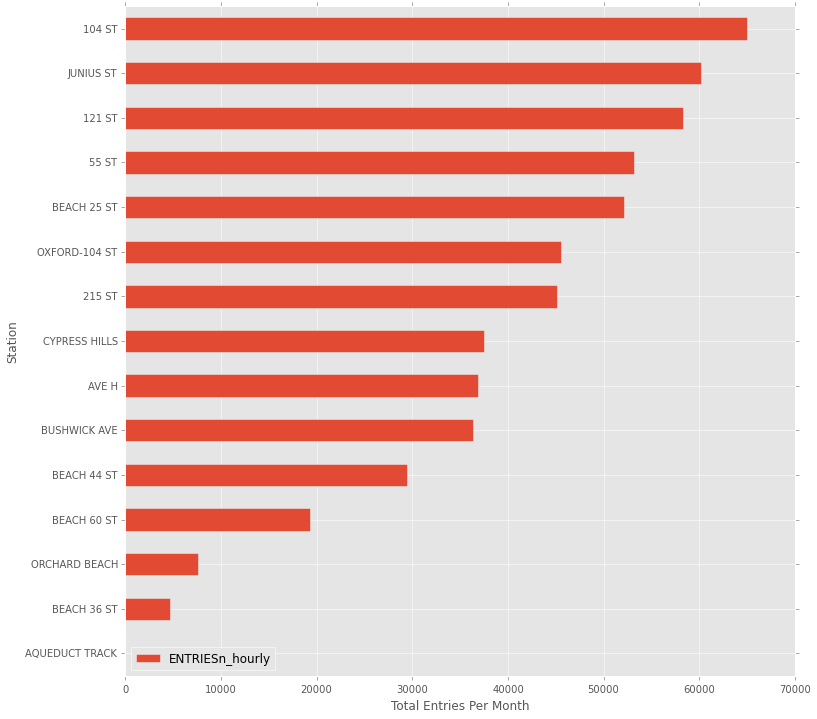 104 ST
JUNIUS ST
121 ST
55 ST
BEACH 25 ST
OXFORD-104 ST
215 ST
CYPRESS HILLS
AVE H
BUSHWICK AVE
BEACH 44 ST
BEACH 60 ST
ORCHARD BEACH
BEACH 36 ST
AQUEDUCT TRACK
Station
ENTRIESn_hourly
0 10000 20000 30000 40000 50000 60000 70000
Total Entries Per Month